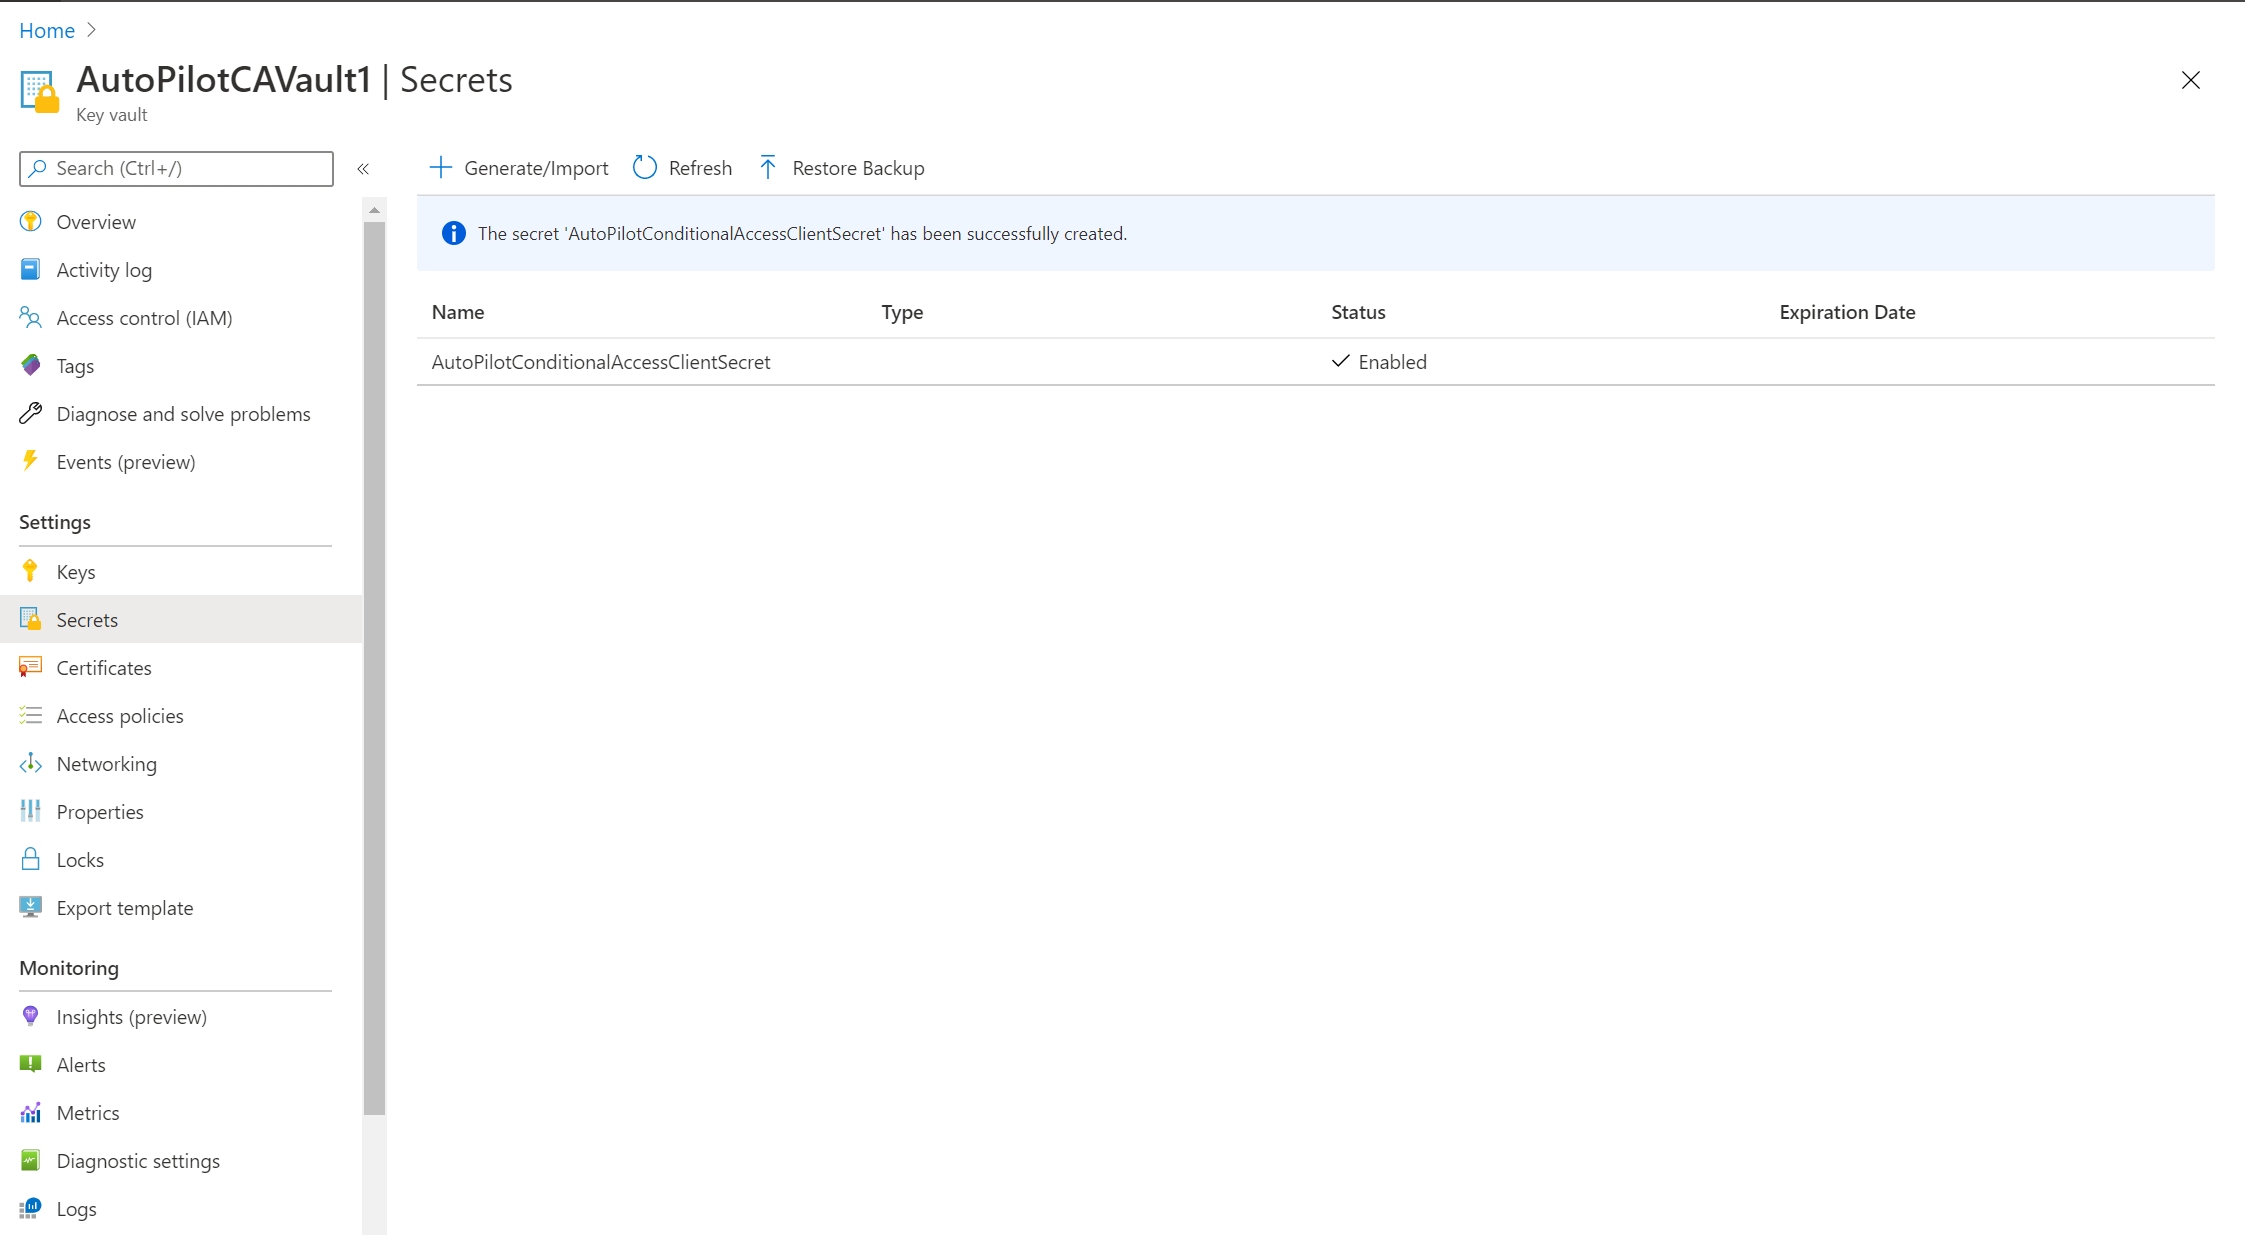 Home >
AutoPilotCAVault1 | Secrets
Key vault
Search (Ctrl+/)
«
Generate/Import
Refresh
Restore Backup
Overview
Activity log
Access control (IAM)
Tags
Diagnose and solve problems
Events (preview)
Settings
Keys
Secrets
Certificates
Access policies
Networking
Properties
Locks
Export template
Monitoring
Insights (preview)
Alerts
Metrics
Diagnostic settings
Logs
The secret 'AutoPilotConditionalAccessClientSecret' has been successfully created.
Name Type Status Expiration Date
AutoPilotConditionalAccessClientSecret Enabled